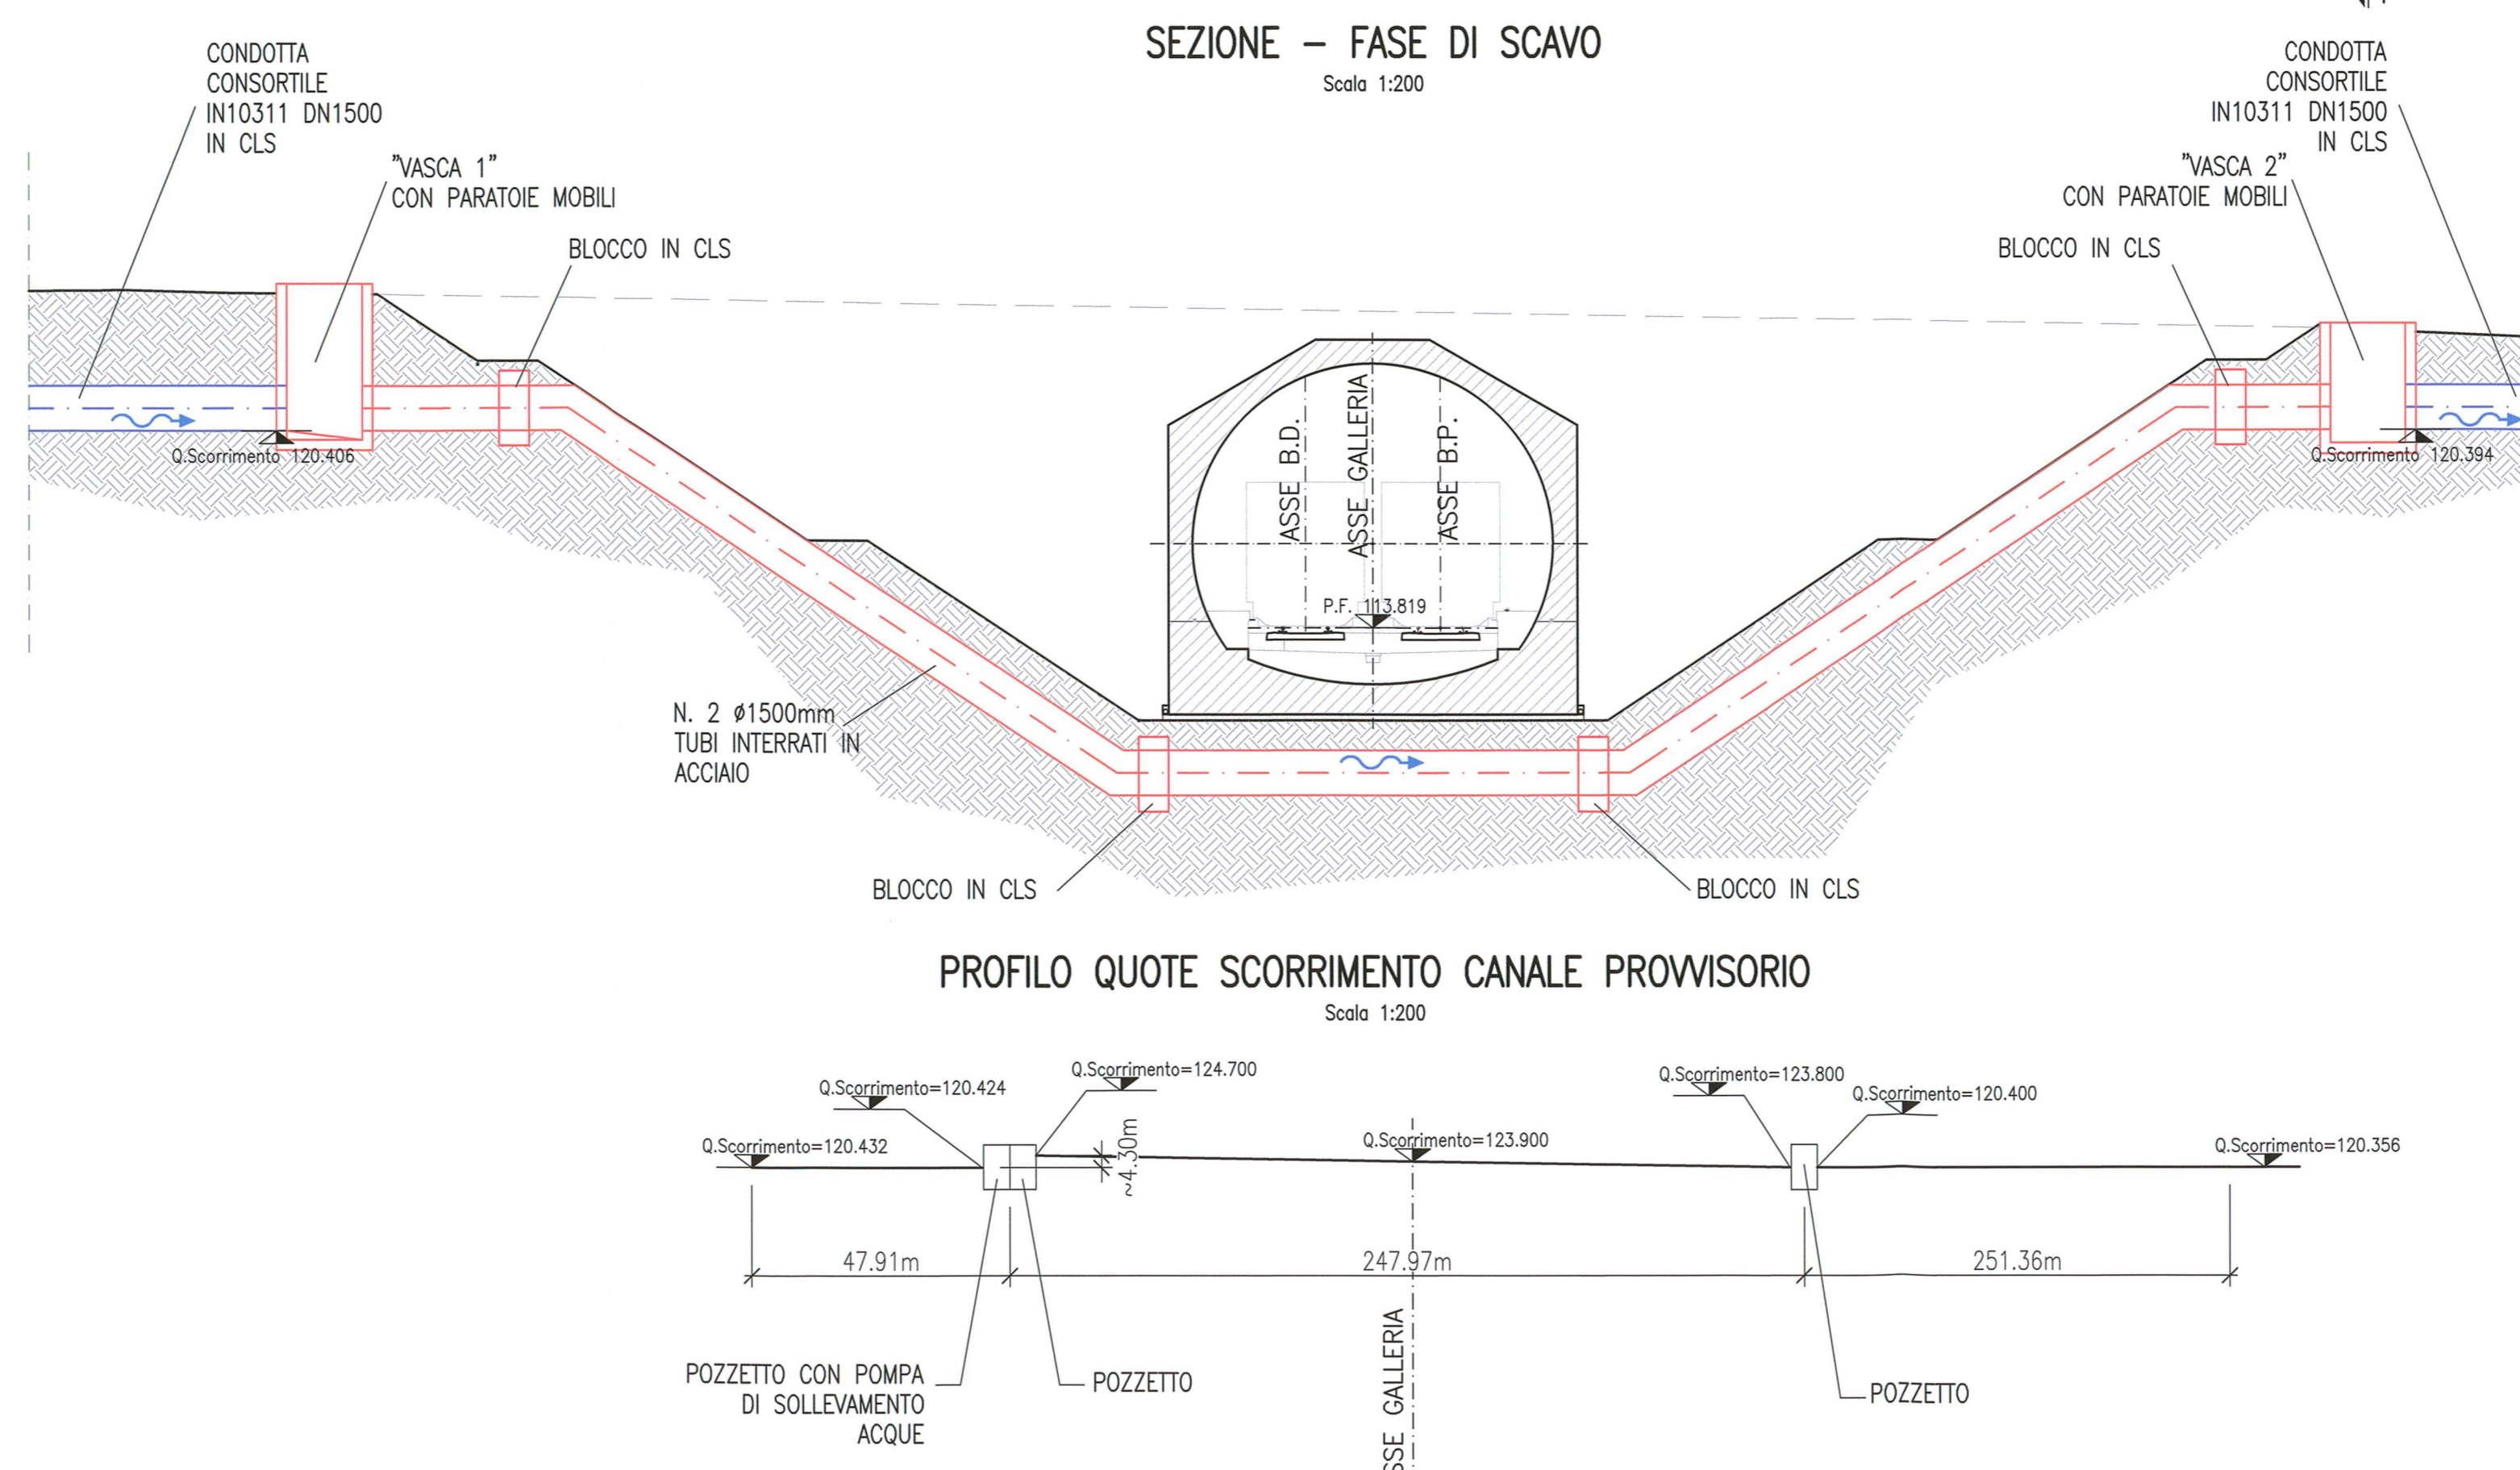 SEZIONE – FASE DI SCAVO
Scala 1:200
CONDOTTA
CONSORTILE
IN10311 DN1500
IN CLS
"VASCA 1"
CON PARATOIE MOBILI
BLOCCO IN CLS
CONDOTTA
CONSORTILE
IN10311 DN1500
IN CLS
"VASCA 2"
CON PARATOIE MOBILI
BLOCCO IN CLS
Q.Scorrimento 120.406
Q.Scorrimento 120.394
ASSE B.D.
ASSE GALLERIA
ASSE B.P.
P.F. 113.819
N. 2 ø1500mm
TUBI INTERRATI IN
ACCIAIO
BLOCCO IN CLS
BLOCCO IN CLS
PROFILO QUOTE SCORRIMENTO CANALE PROVVISORIO
Scala 1:200
Q.Scorrimento=120.432
Q.Scorrimento=120.424
Q.Scorrimento=124.700
~4.30m
Q.Scorrimento=123.900
Q.Scorrimento=123.800
Q.Scorrimento=120.400
Q.Scorrimento=120.356
47.91m
247.97m
251.36m
POZZETTO CON POMPA
DI SOLLEVAMENTO
ACQUE
POZZETTO
SSE GALLERIA
POZZETTO